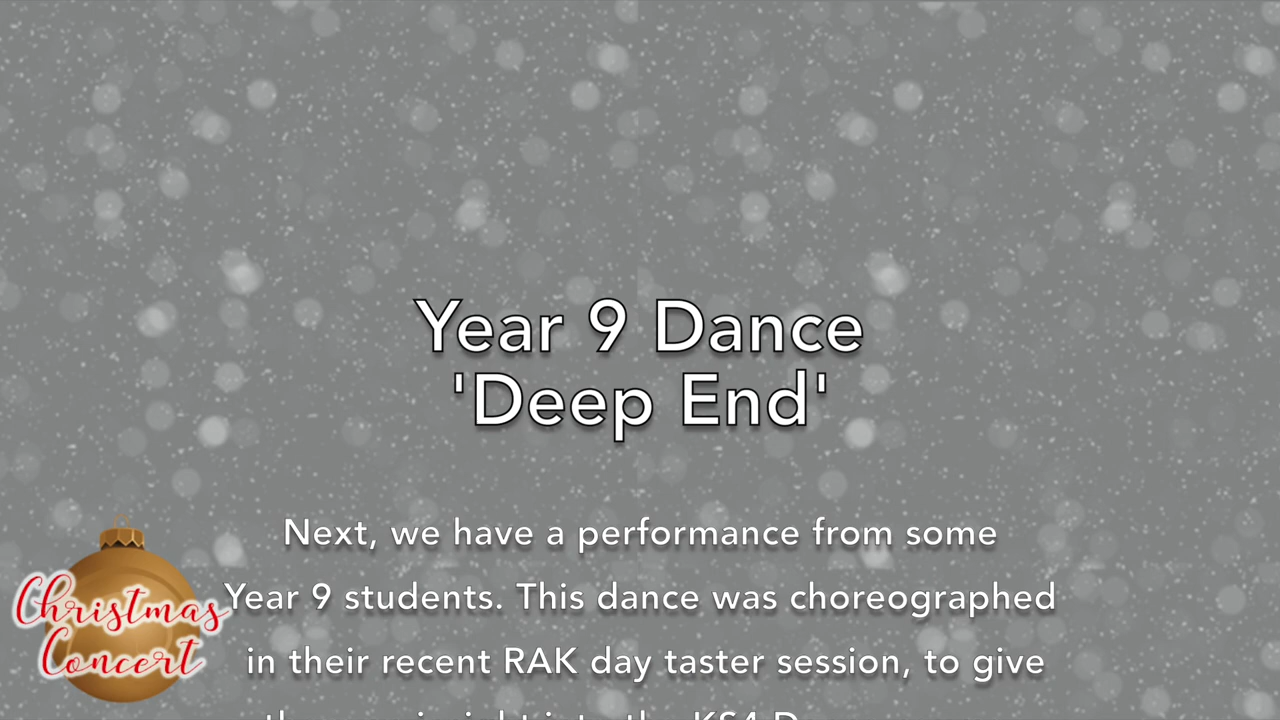 Year 9 Dance
'Deep End'
Next, we have a performance from some
Year 9 students. This dance was choreographed
in their recent RAK day taster session, to give
Christmas
Concert